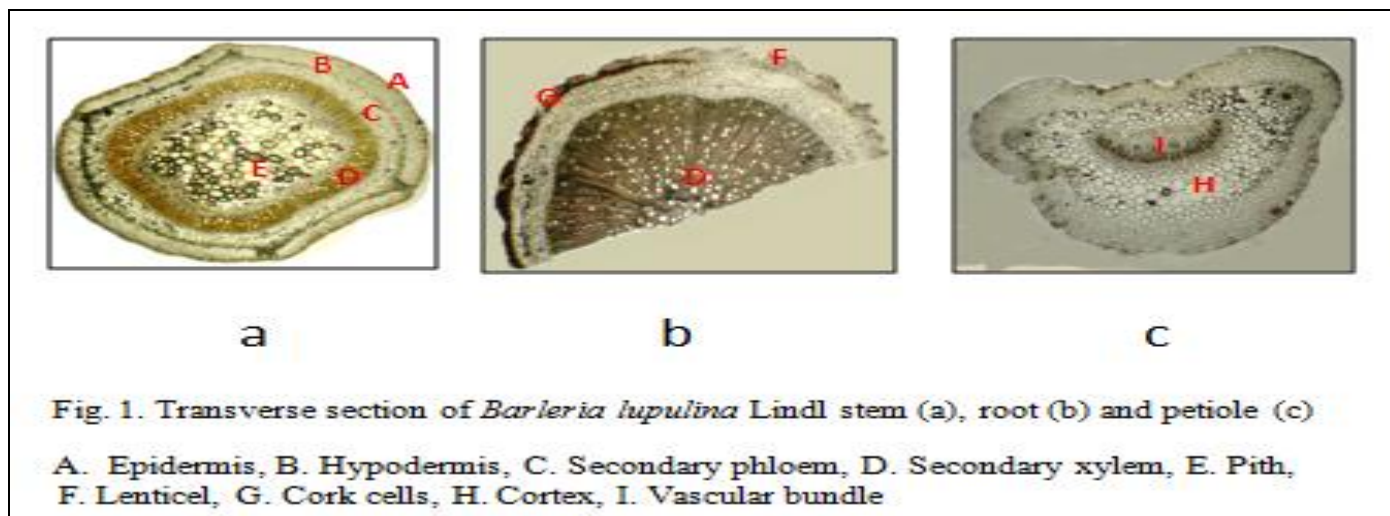 B
A
C
E
D
F
G
D
I
H
a
b
c
Fig. 1. Transverse section of Barleria lupulina Lindl stem (a), root (b) and petiole (c)
A. Epidermis, B. Hypodermis, C. Secondary phloem, D. Secondary xylem, E. Pith,
F. Lenticel, G. Cork cells, H. Cortex, I. Vascular bundle